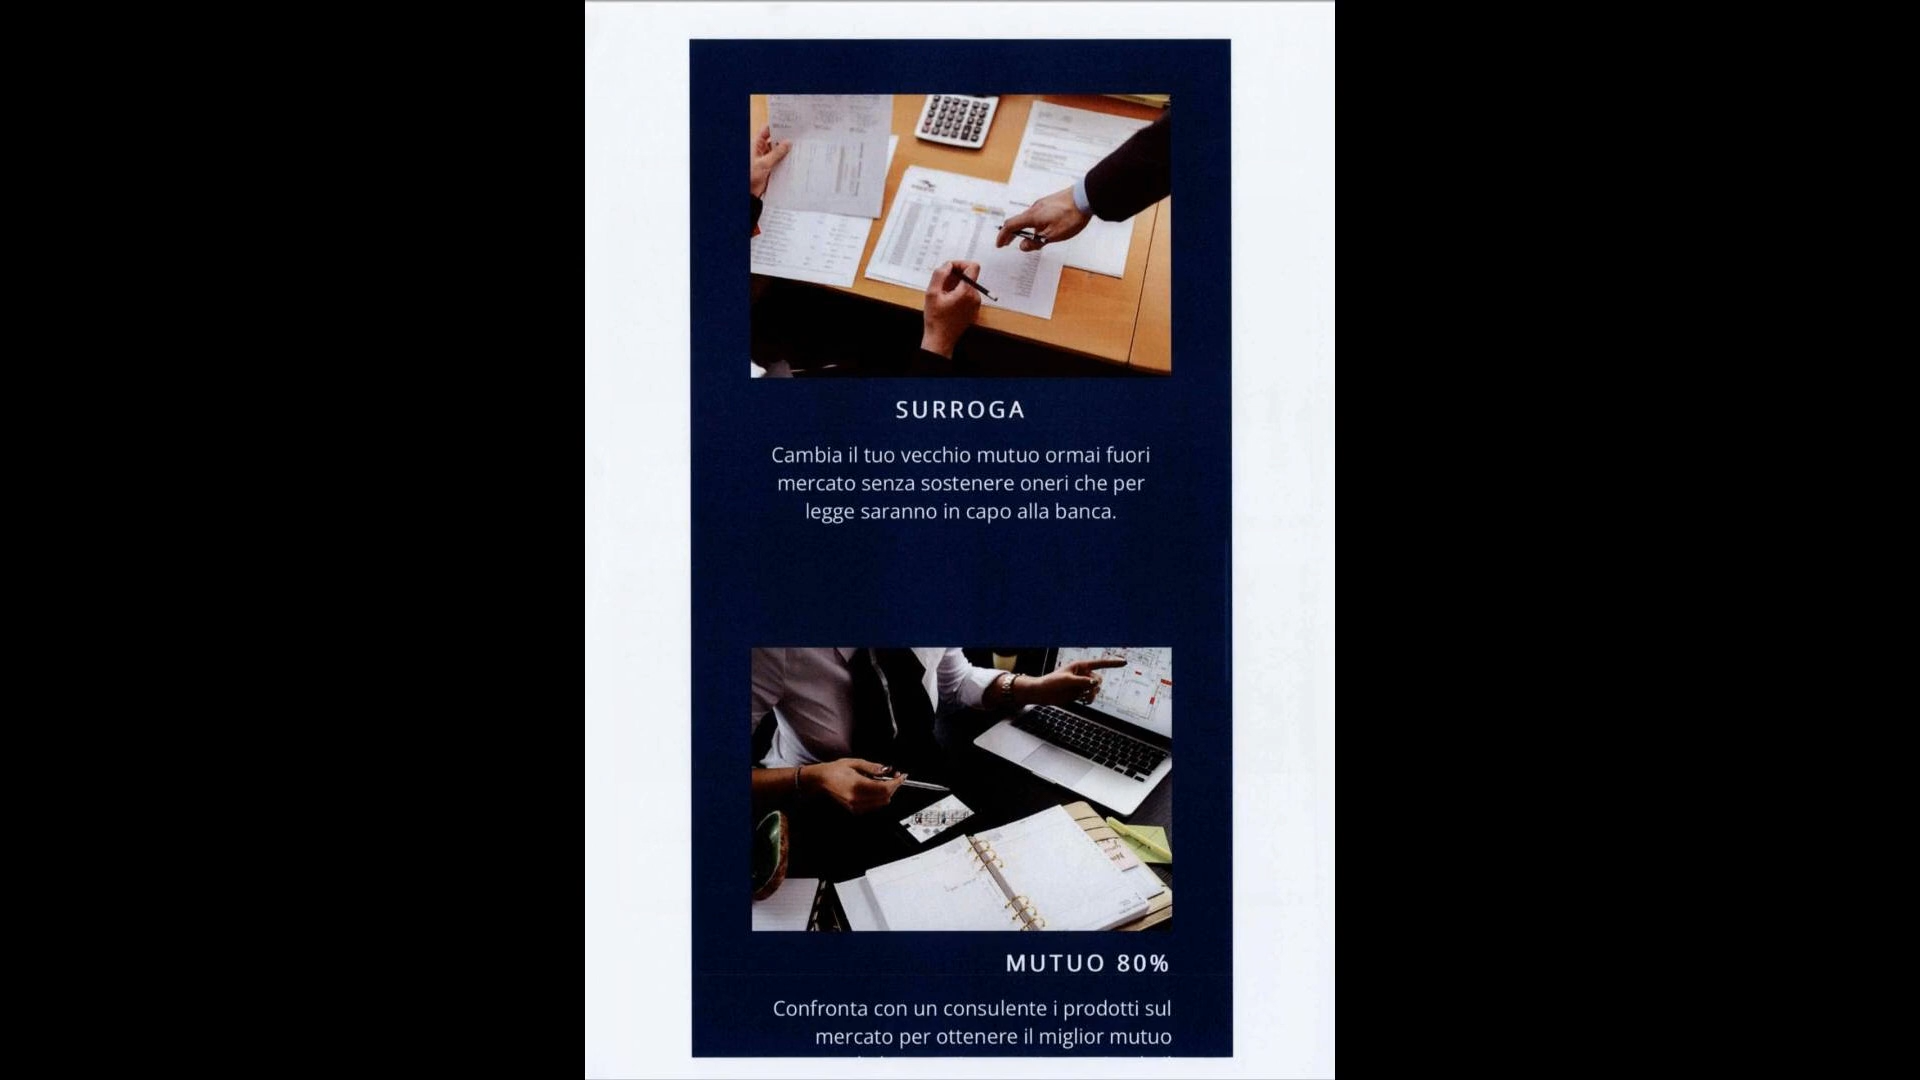 SURROGA
Cambia il tuo vecchio mutuo ormai fuori
mercato senza sostenere oneri che per
legge saranno in capo alla banca.
MUTUO 80%
Confronta con un consulente i prodotti sul
mercato per ottenere il miglior mutuo